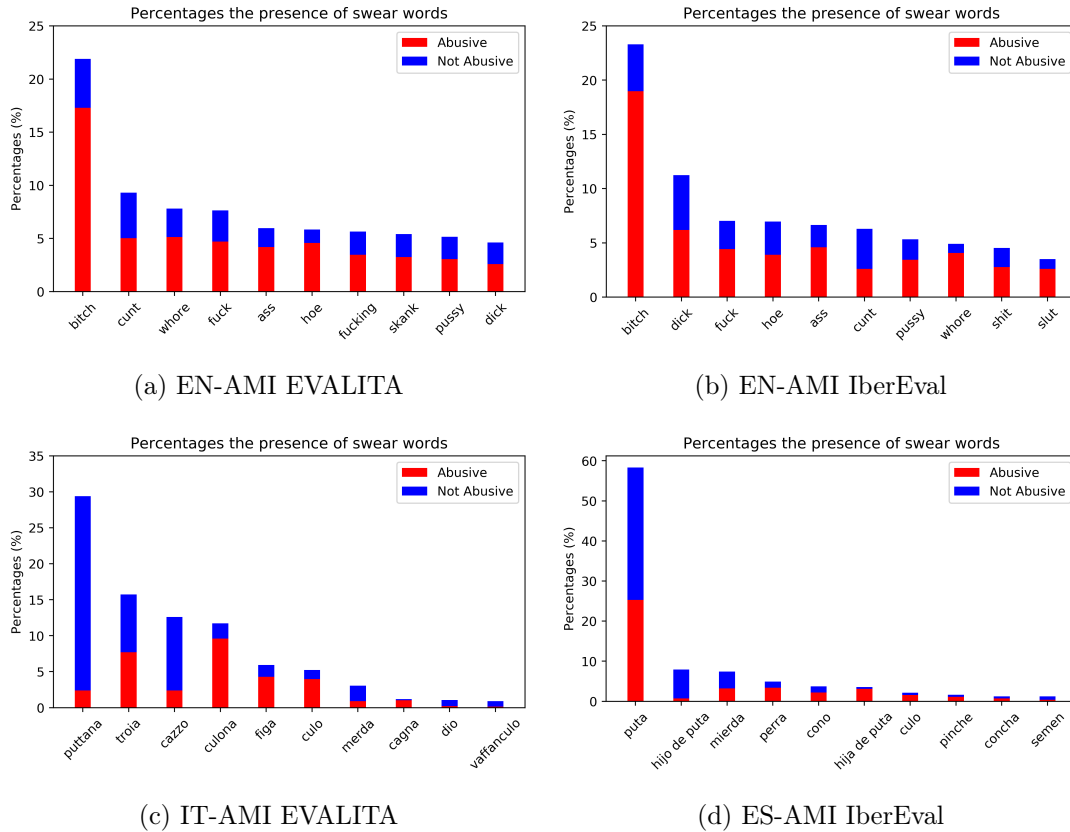 Percentages the presence of swear words
25
20
15
10
5
0
Percentages (%)
Abusive
Not Abusive
bitch
cunt
whore
fuck
ass
hoe
fucking
skank
pussy
dick
(a) EN-AMI EVALITA
Percentages the presence of swear words
25
20
15
10
5
0
Percentages (%)
Abusive
Not Abusive
bitch
dick
fuck
hoe
ass
cunt
pussy
whore
shit
slut
(b) EN-AMI IberEval
Percentages the presence of swear words
35
30
25
20
15
10
5
0
Percentages (%)
Abusive
Not Abusive
puttana
troia
cazzo
culona
figa
culo
merda
cagna
dio
vaffanculo
(c) IT-AMI EVALITA
Percentages the presence of swear words
60
50
40
30
20
10
0
Percentages (%)
Abusive
Not Abusive
puta
hijo de puta
mierda
perra
cono
hija de puta
culo
pinche
concha
semen
(d) ES-AMI IberEval